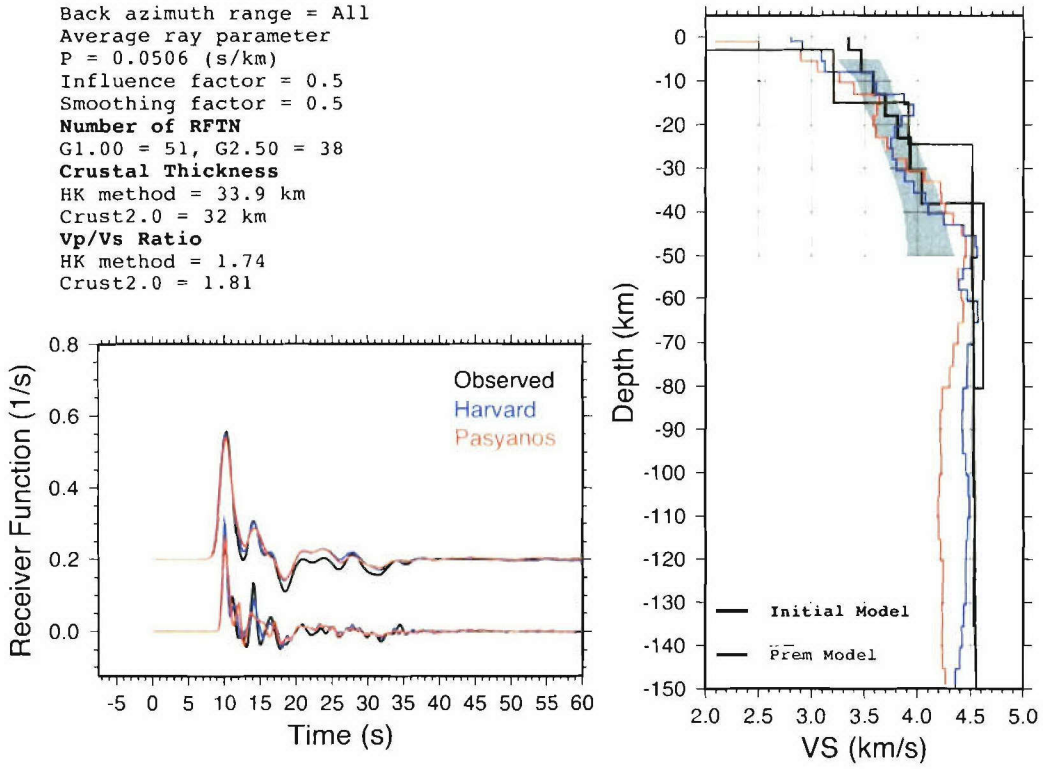 Back azimuth range = All
Average ray parameter
P = 0.0506 (s/km)
Influence factor = 0.5
Smoothing factor = 0.5
Number of RFTN
G1.00 = 51, G2.50 = 38
Crustal Thickness
HK method = 33.9 km
Crust2.0 = 32 km
Vp/Vs Ratio
HK method = 1.74
Crust2.0 = 1.81
Receiver Function (1/s)
0.8
0.6
0.4
0.2
0.0
Observed
Harvard
Pasyanos
-5 0 5 10 15 20 25 30 35 40 45 50 55 60
Time (s)
Depth (km)
0
-10
-20
-30
-40
-50
-60
-70
-80
-90
-100
-110
-120
-130
-140
-150
Initial Model
Prem Model
2.0 2.5 3.0 3.5 4.0 4.5 5.0
VS (km/s)